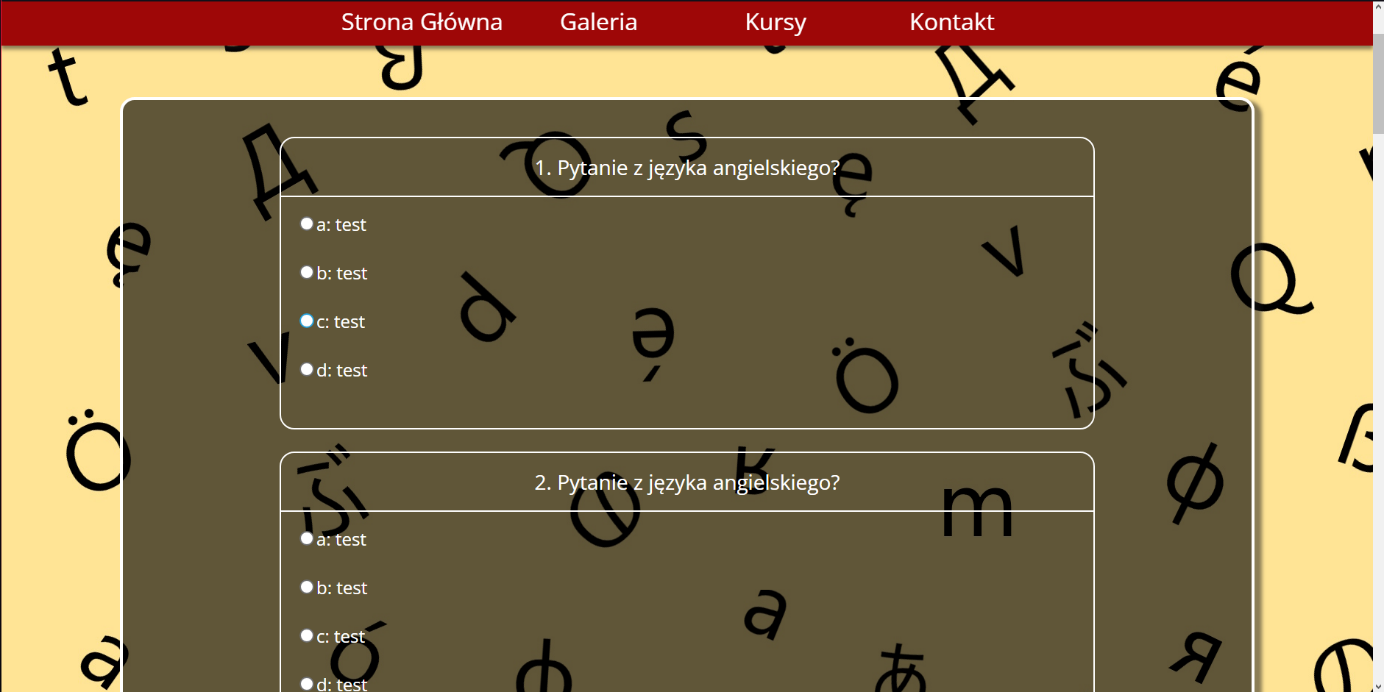 Strona Główna Galeria Kursy Kontakt
1. Pytanie z języka angielskiego?
a: test
b: test
c: test
d: test
2. Pytanie z języka angielskiego?
a: test
b: test
c: test
d: test